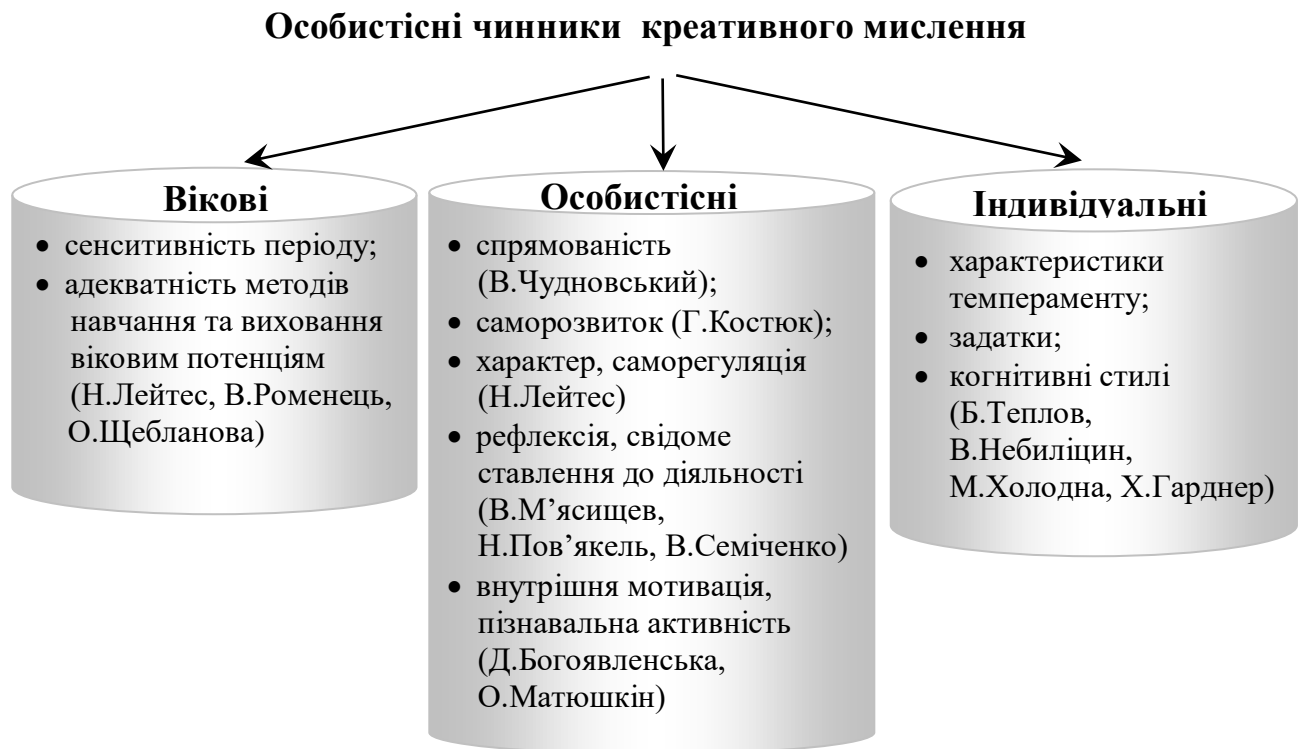 Особистісні чинники креативного мислення
Вікові
• сенситивність періоду;
• адекватність методів
навчання та виховання
віковим потенціям
(Н.Лейтес, В.Роменець,
О.Щебланова)
Особистісні
• спрямованість
(В.Чудновський);
• саморозвиток (Г.Костюк);
• характер, саморегуляція
(Н.Лейтес)
• рефлексія, свідоме
ставлення до діяльності
(В.М’ясищев,
Н.Пов’якель, В.Семіченко)
• внутрішня мотивація,
пізнавальна активність
(Д.Богоявленська,
О.Матюшкін)
Індивідуальні
• характеристики
темпераменту;
• задатки;
• когнітивні стилі
(Б.Теплов,
В.Небиліцин,
М.Холодна, Х.Гарднер)